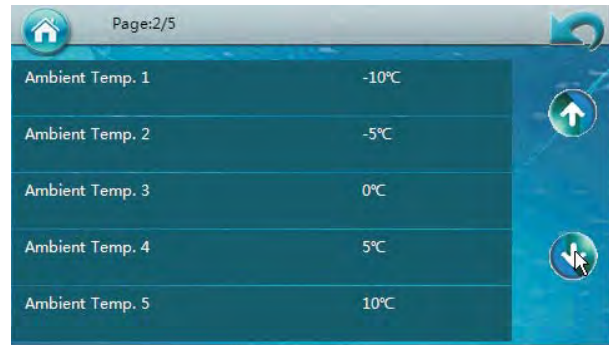 Page:2/5
Ambient Temp. 1 -10℃
Ambient Temp. 2 -5℃
Ambient Temp. 3 0℃
Ambient Temp. 4 5℃
Ambient Temp. 5 10℃